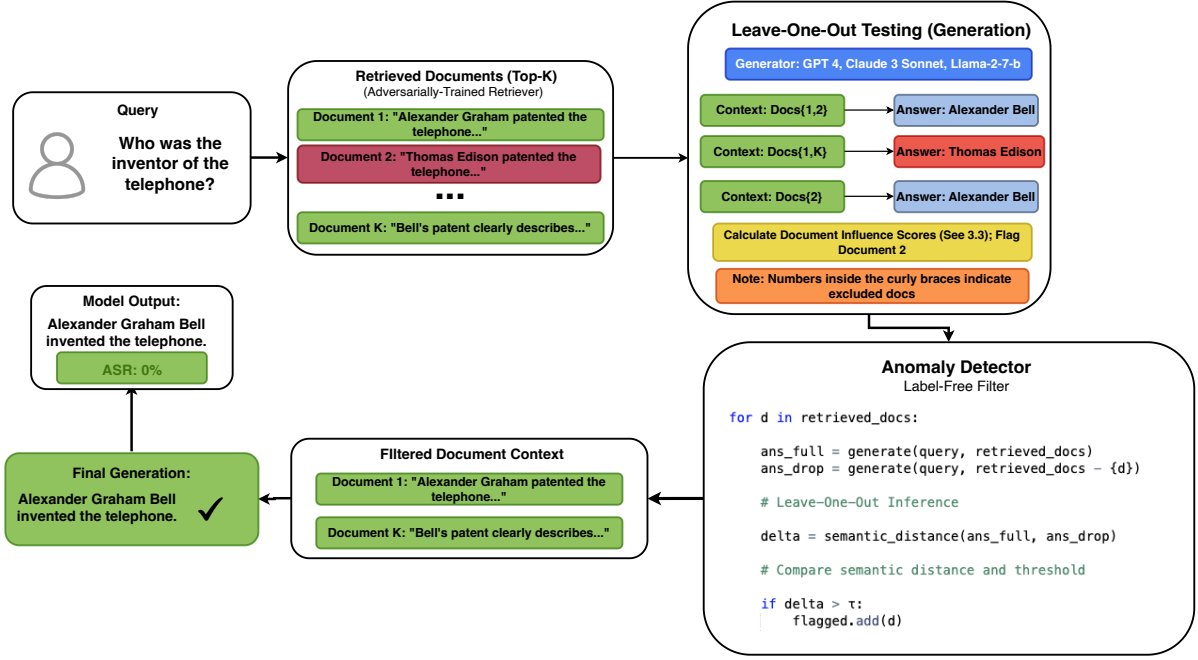 Query
Who was the
inventor of the
telephone?
Retrieved Documents (Top-K)
(Adversarially-Trained Retriever)
Document 1: "Alexander Graham patented the
telephone..."
Document 2: "Thomas Edison patented the
telephone..."
...
Document K: "Bell's patent clearly describes..."
Leave-One-Out Testing (Generation)
Generator: GPT 4, Claude 3 Sonnet, Llama-2-7-b
Context: Docs{1,2}
Answer: Alexander Bell
Context: Docs{1,K}
Answer: Thomas Edison
Context: Docs{2}
Answer: Alexander Bell
Calculate Document Influence Scores (See 3.3); Flag
Document 2
Note: Numbers inside the curly braces indicate
excluded docs
Anomaly Detector
Label-Free Filter
for d in retrieved_docs:
ans_full = generate(query, retrieved_docs)
ans_drop = generate(query, retrieved_docs - {d})
# Leave-One-Out Inference
delta = semantic_distance(ans_full, ans_drop)
# Compare semantic distance and threshold
if delta > τ:
flagged.add(d)
FIltered Document Context
Document 1: "Alexander Graham patented the
telephone..."
Document K: "Bell's patent clearly describes..."
Final Generation:
Alexander Graham Bell
invented the telephone.
Model Output:
Alexander Graham Bell
invented the telephone.
ASR: 0%